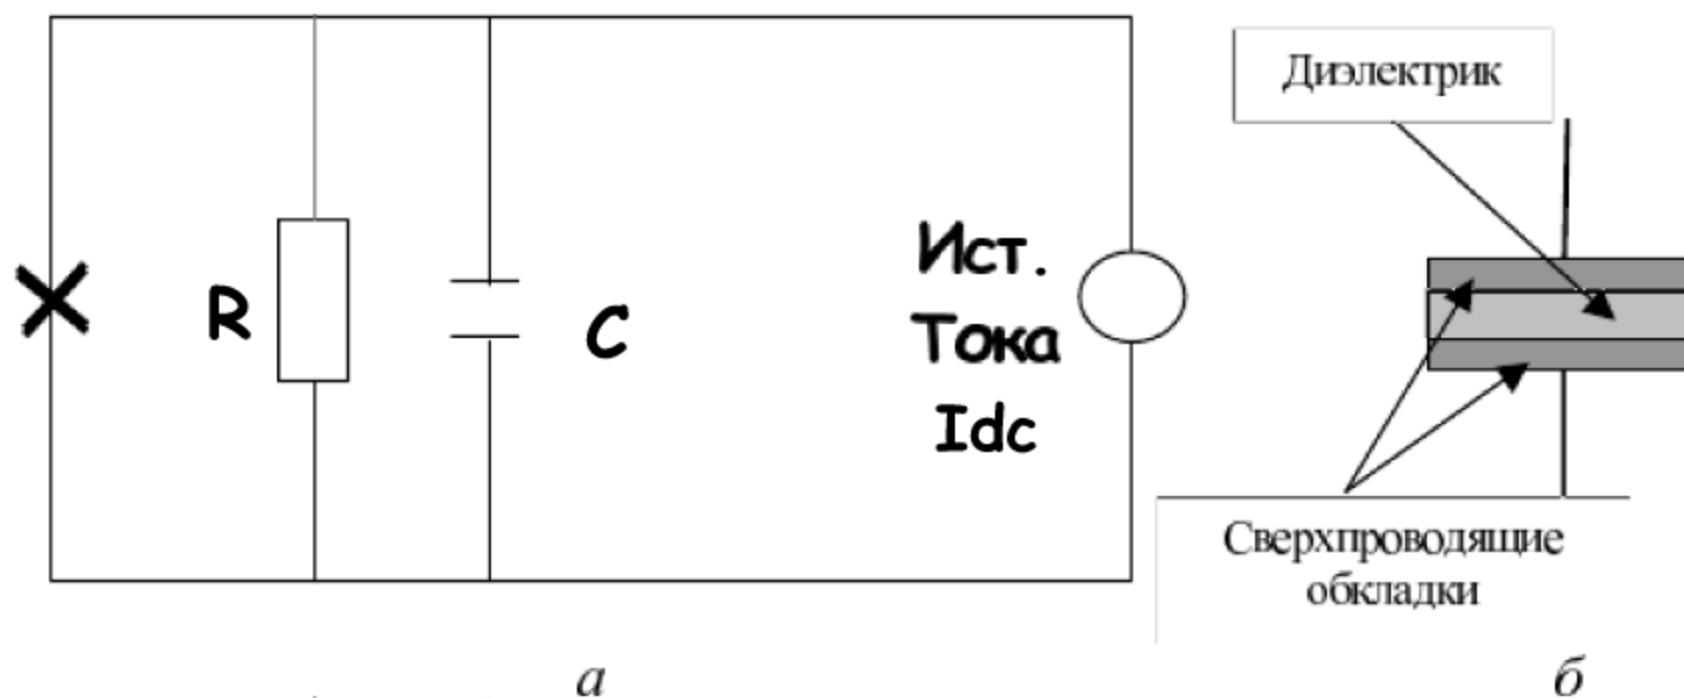 R
C
Ист.
Тока
Idc
Диэлектрик
Сверхпроводящие
обкладки
а
б